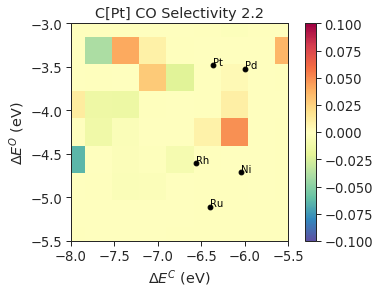 C[Pt] CO Selectivity 2.2
−3.0
−3.5
−4.0
−4.5
−5.0
−5.5
ΔE^O (eV)
Pt
Pd
Rh
Ni
Ru
−8.0 −7.5 −7.0 −6.5 −6.0 −5.5
ΔE^C (eV)
0.100
0.075
0.050
0.025
0.000
−0.025
−0.050
−0.075
−0.100